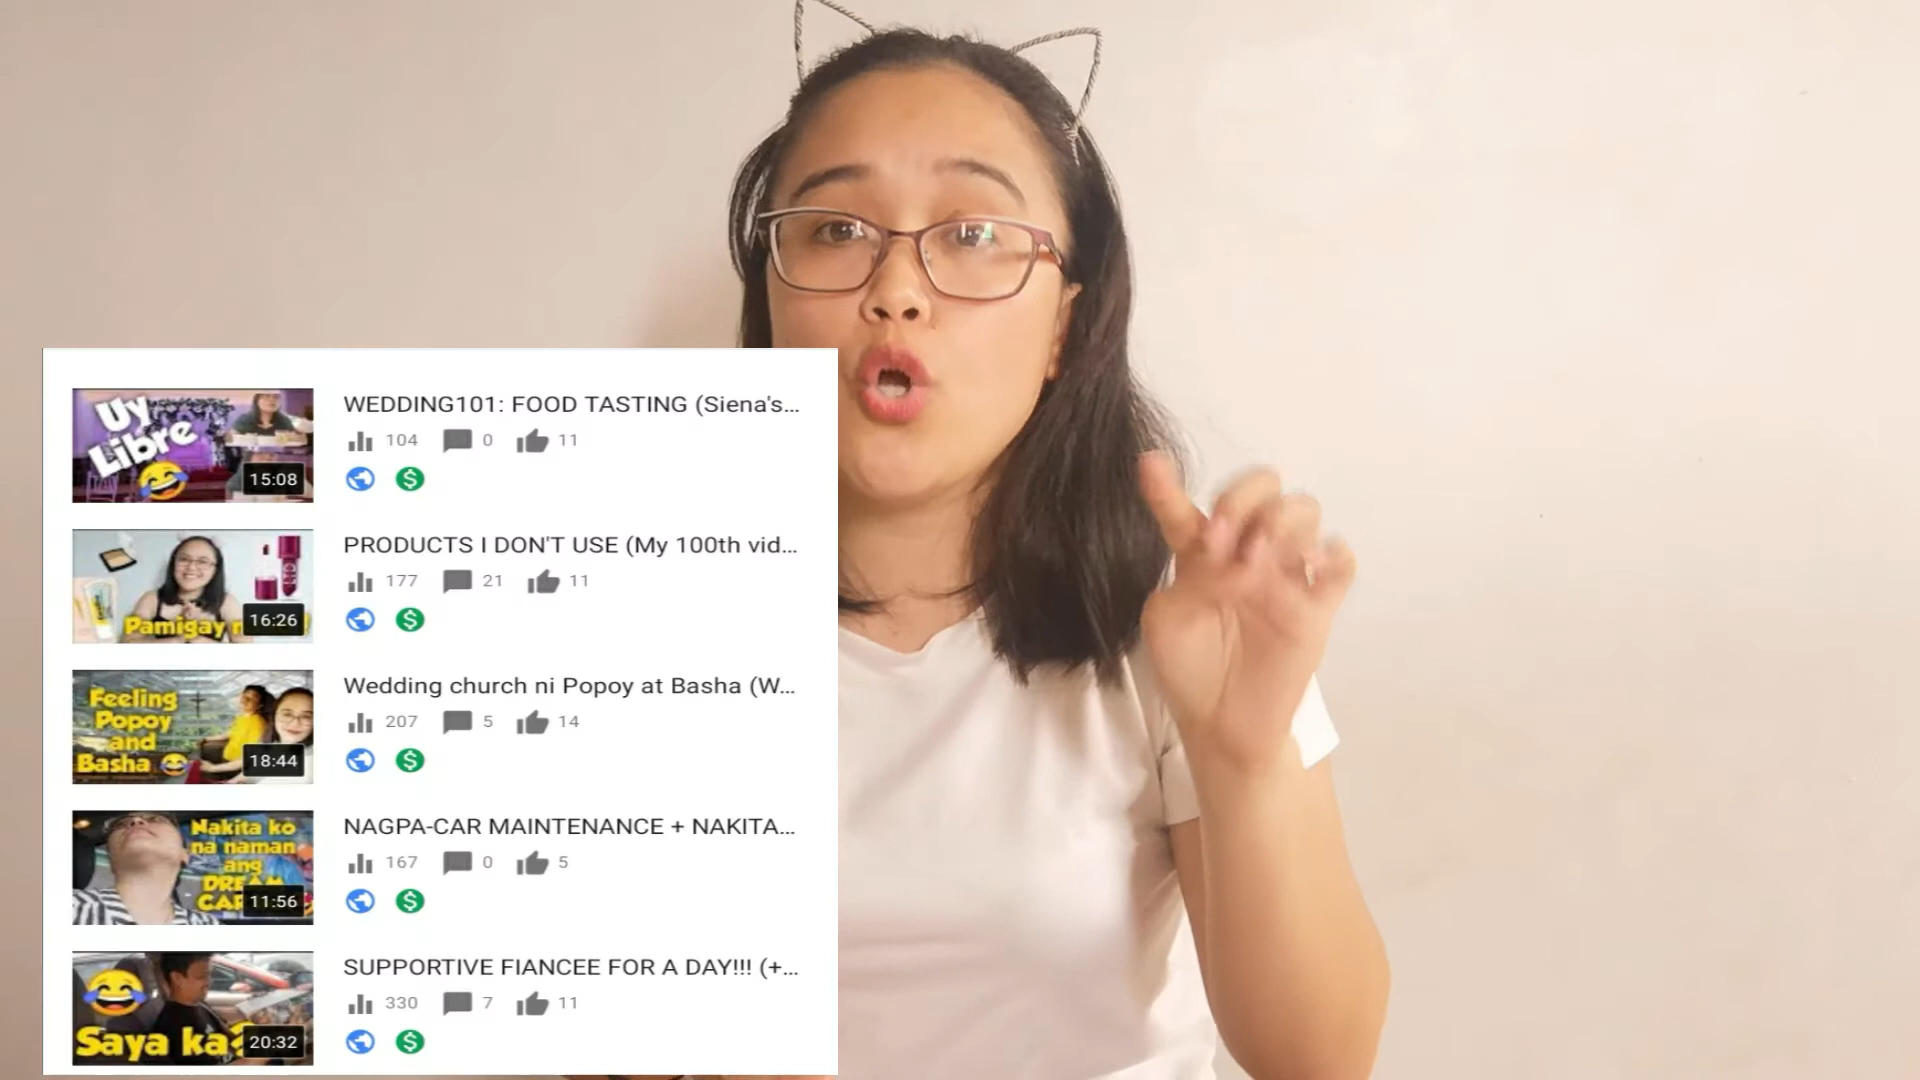 Uy
Libre
15:08
WEDDING101: FOOD TASTING (Siena's...
104 0 11
Pamigay
16:26
PRODUCTS I DON'T USE (My 100th vid...
177 21 11
Feeling
Popoy
and
Basha
18:44
Wedding church ni Popoy at Basha (W...
207 5 14
Nakita ko
na naman
ang
DREAM
11:56
NAGPA-CAR MAINTENANCE + NAKITA...
167 0 5
Saya ka?
20:32
SUPPORTIVE FIANCEE FOR A DAY!!! (+...
330 7 11